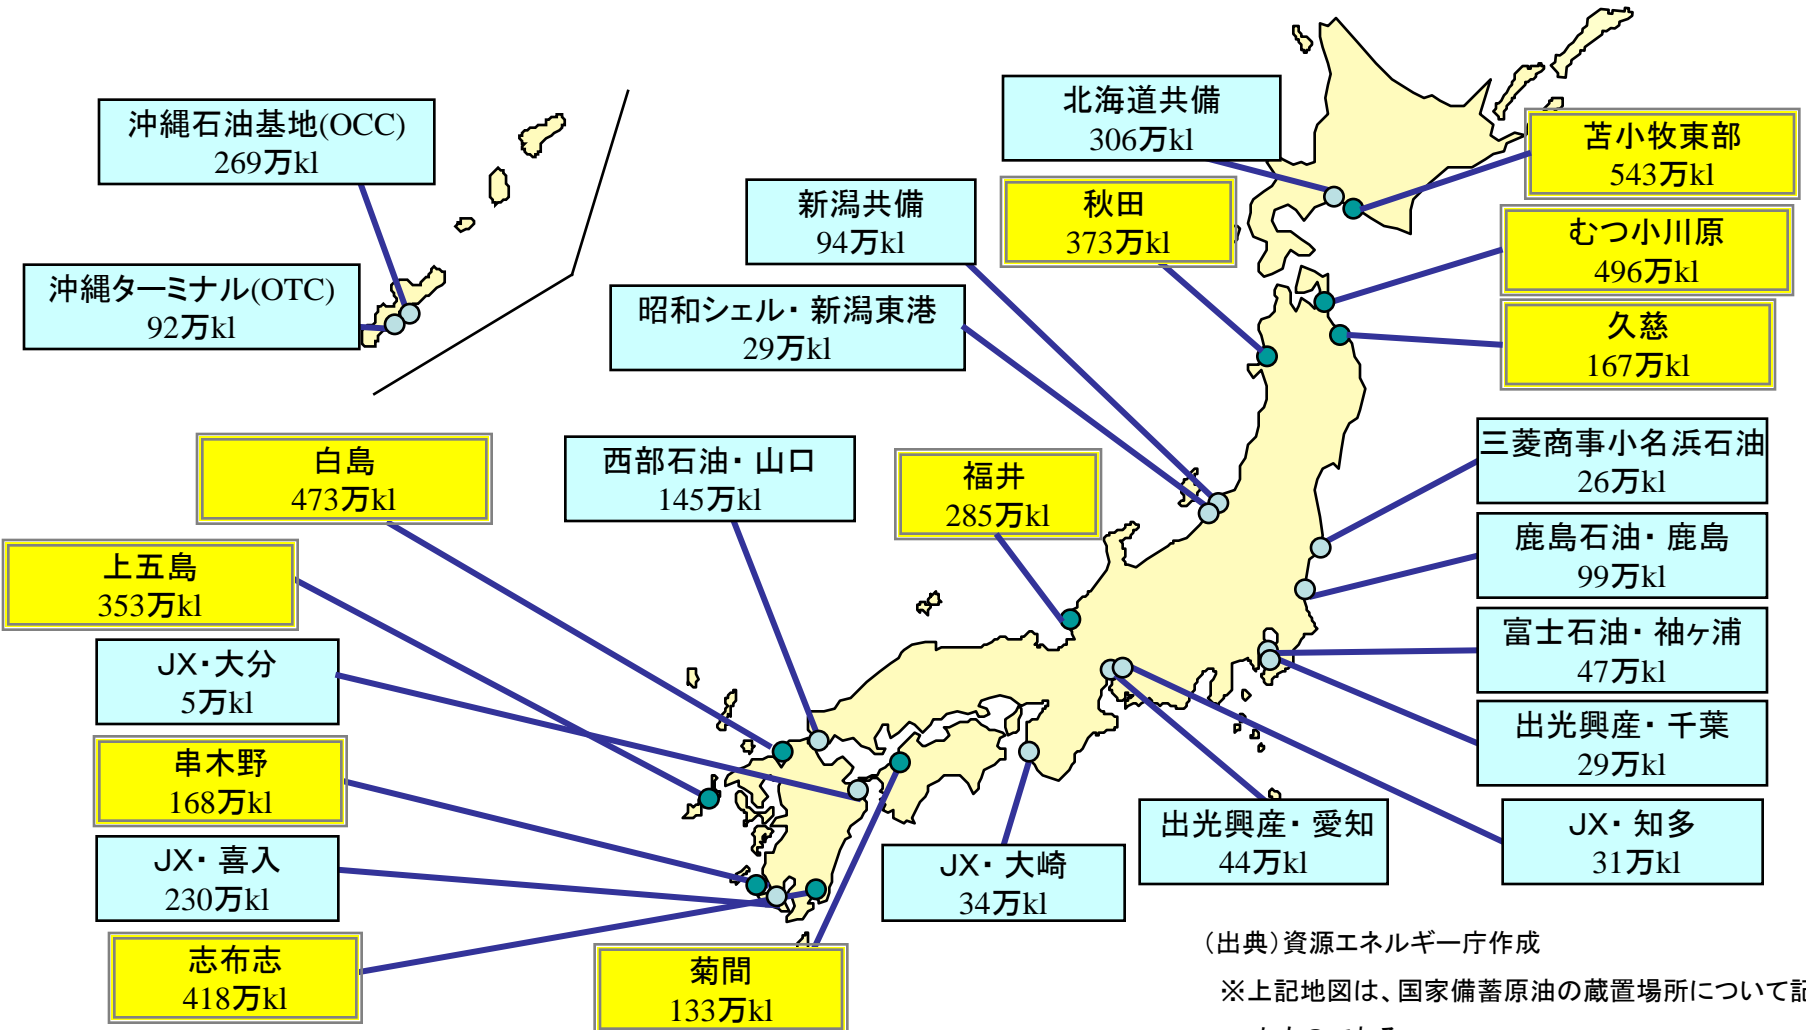 沖縄石油基地(OCC)
269万kl
沖縄ターミナル(OTC)
92万kl
北海道共備
306万kl
苫小牧東部
543万kl
新潟共備
94万kl
秋田
373万kl
むつ小川原
496万kl
昭和シェル・新潟東港
29万kl
久慈
167万kl
白島
473万kl
西部石油・山口
145万kl
福井
285万kl
三菱商事小名浜石油
26万kl
上五島
353万kl
鹿島石油・鹿島
99万kl
JX・大分
5万kl
富士石油・袖ヶ浦
47万kl
串木野
168万kl
出光興産・千葉
29万kl
JX・喜入
230万kl
JX・大崎
34万kl
出光興産・愛知
44万kl
JX・知多
31万kl
志布志
418万kl
菊間
133万kl
(出典)資源エネルギー庁作成
※上記地図は、国家備蓄原油の蔵置場所について記